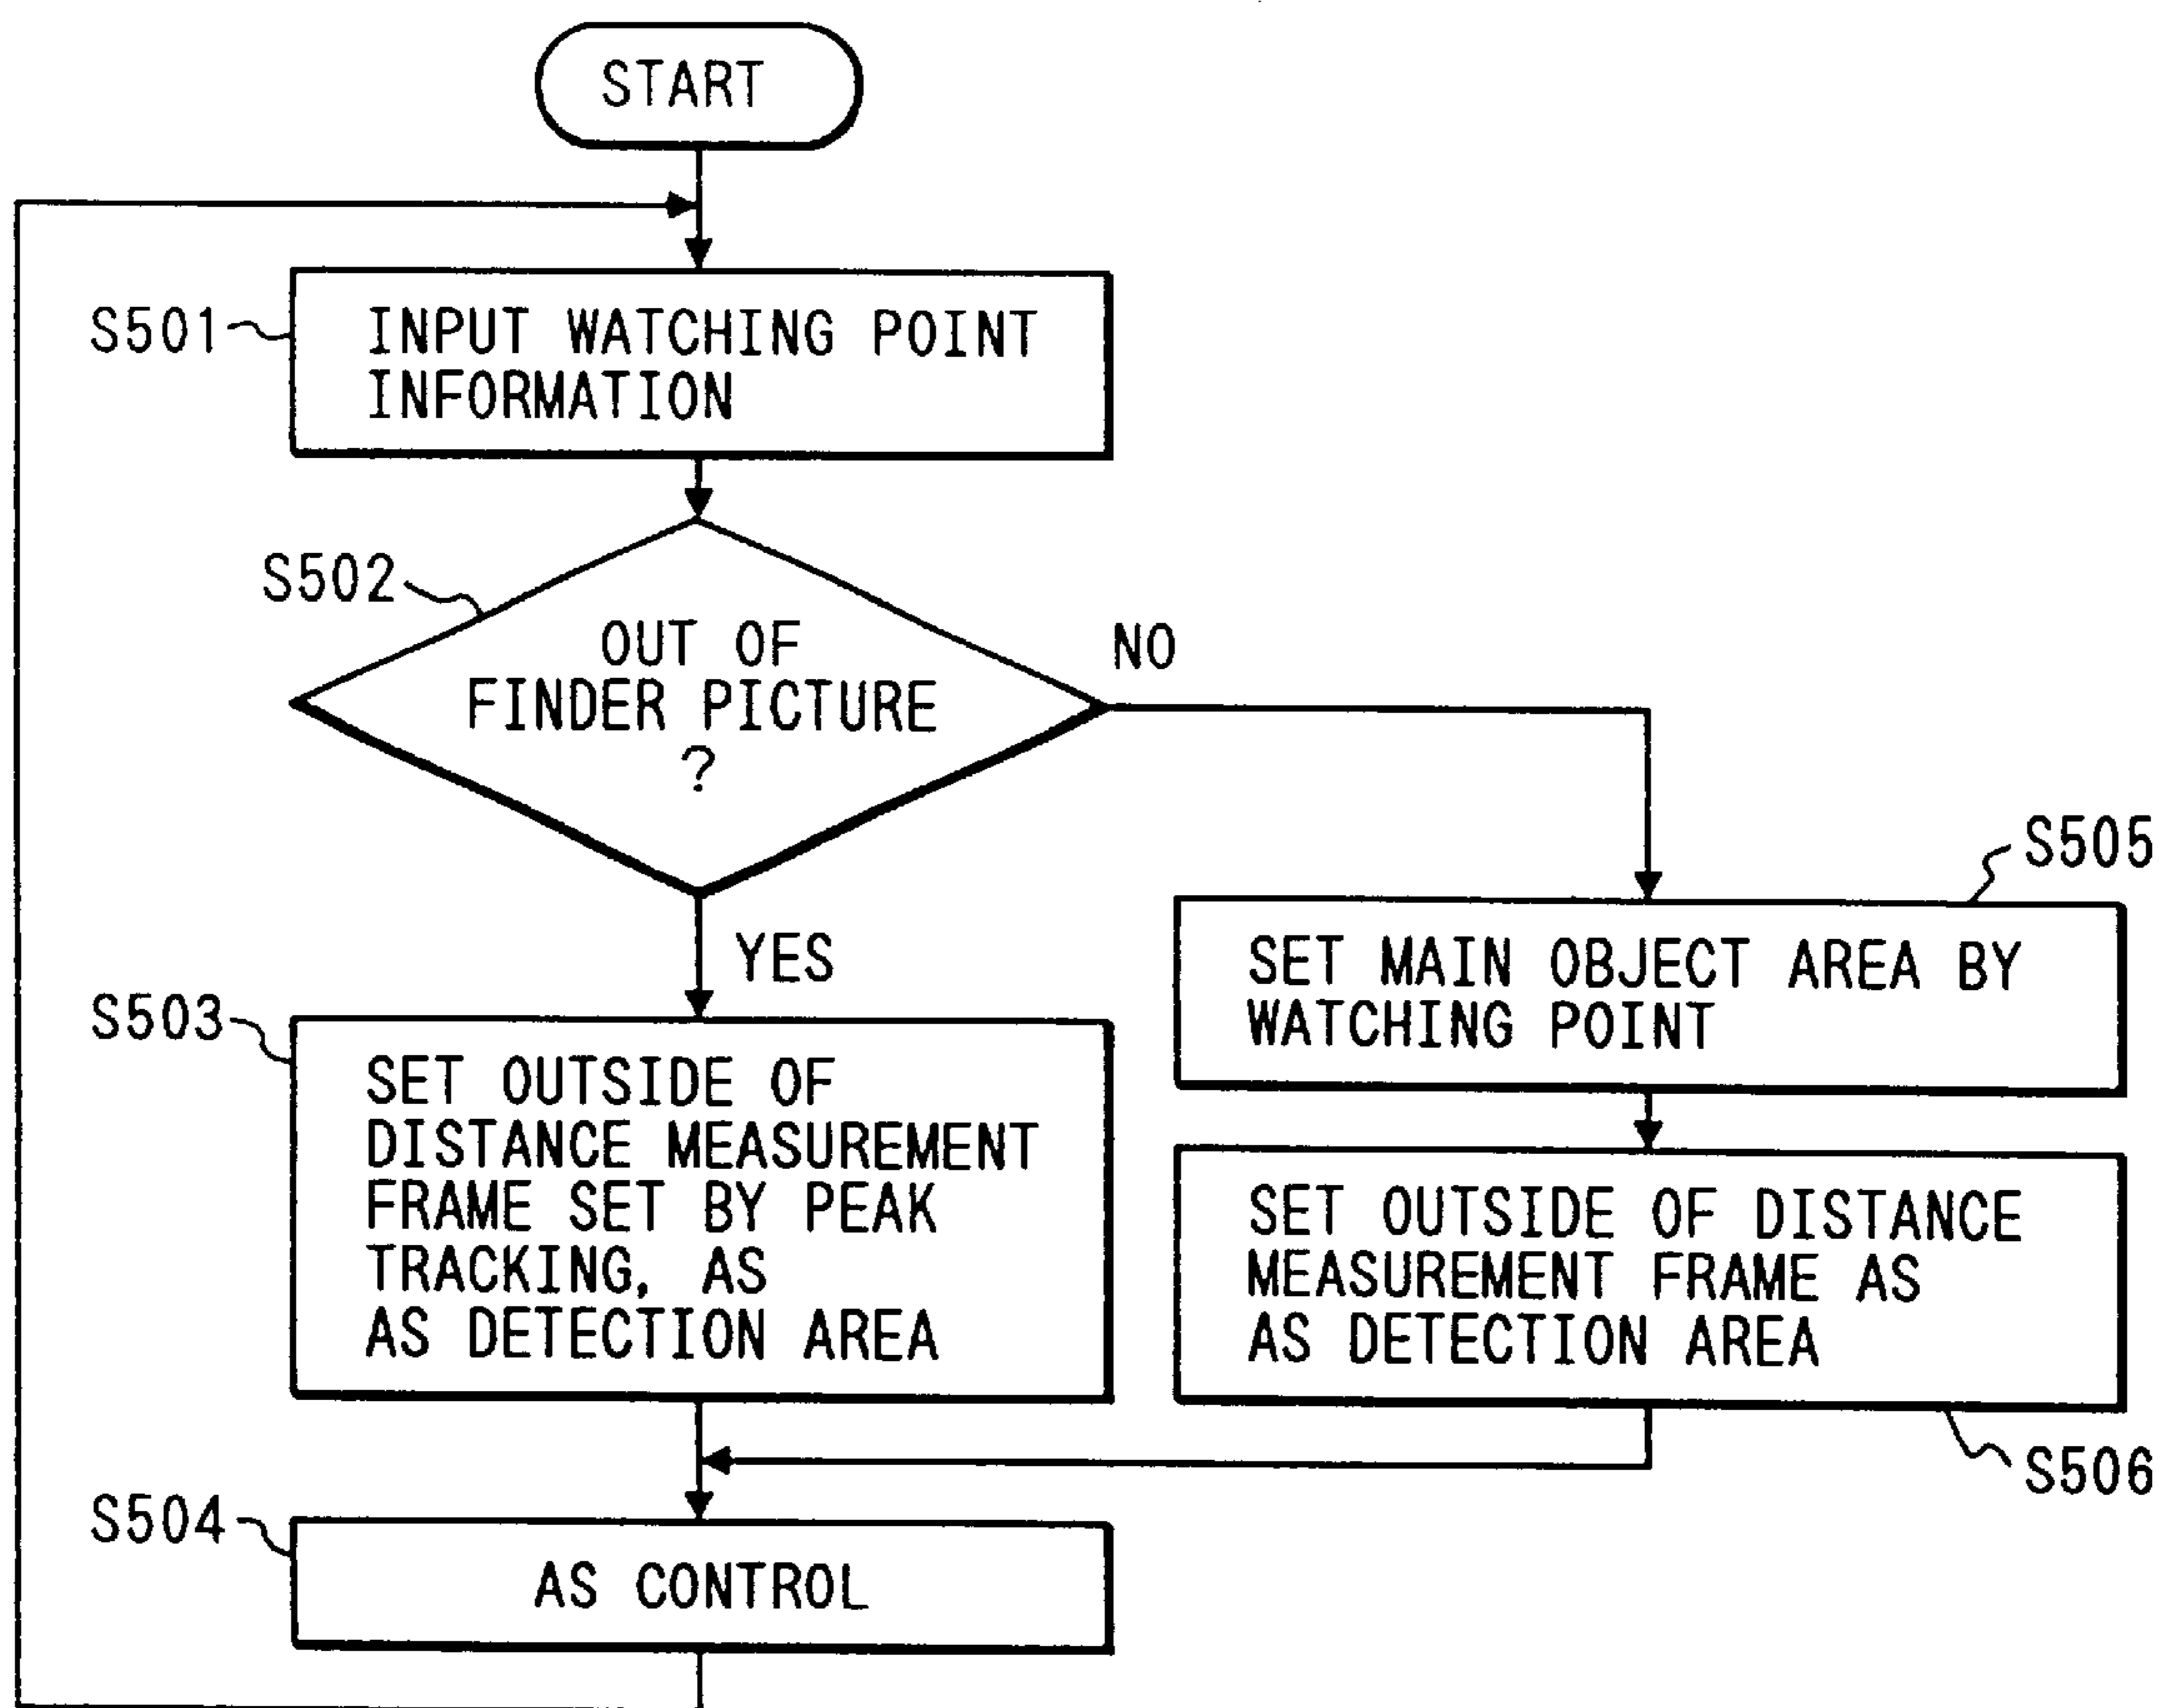 START
S501
INPUT WATCHING POINT
INFORMATION
S502
OUT OF
FINDER PICTURE
?
NO
YES
S503
SET OUTSIDE OF
DISTANCE MEASUREMENT
FRAME SET BY PEAK
TRACKING, AS
AS DETECTION AREA
S505
SET MAIN OBJECT AREA BY
WATCHING POINT
SET OUTSIDE OF DISTANCE
MEASUREMENT FRAME AS
AS DETECTION AREA
S506
S504
AS CONTROL